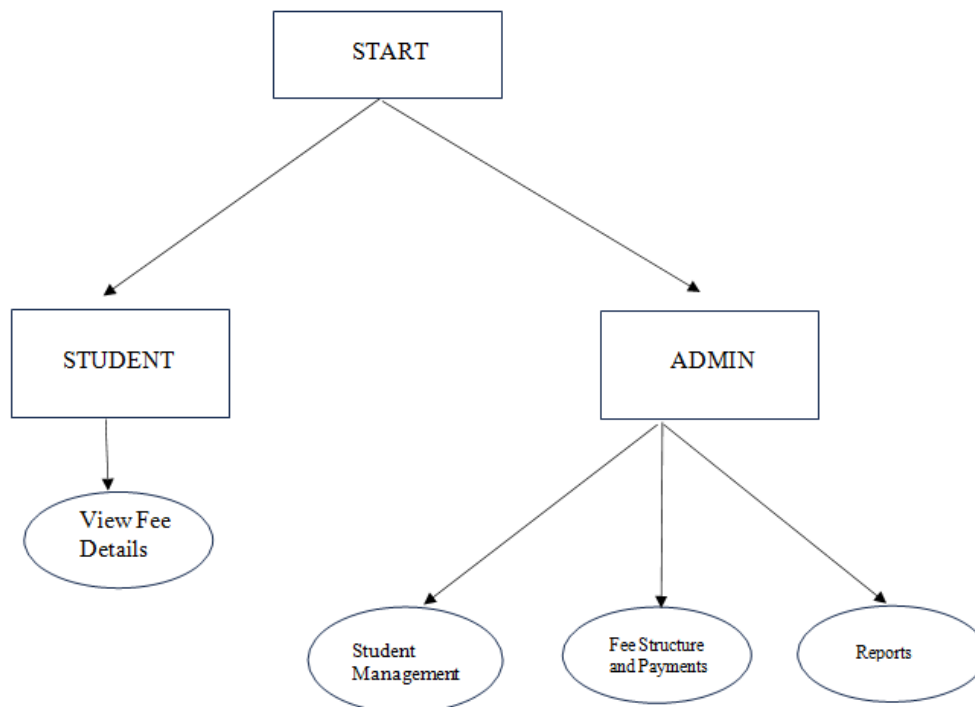 START
STUDENT
ADMIN
View Fee
Details
Student
Management
Fee Structure
and Payments
Reports